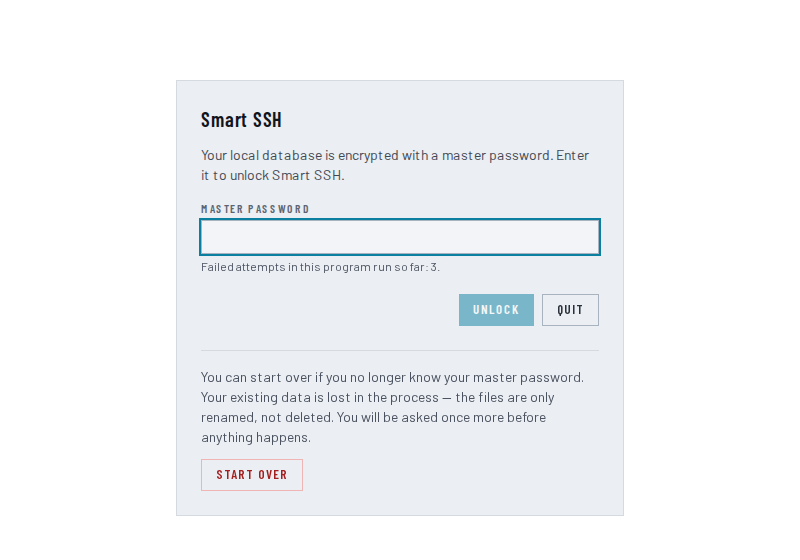 Smart SSH
Your local database is encrypted with a master password. Enter
it to unlock Smart SSH.
MASTER PASSWORD
Failed attempts in this program run so far: 3.
UNLOCK
QUIT
You can start over if you no longer know your master password.
Your existing data is lost in the process — the files are only
renamed, not deleted. You will be asked once more before
anything happens.
START OVER